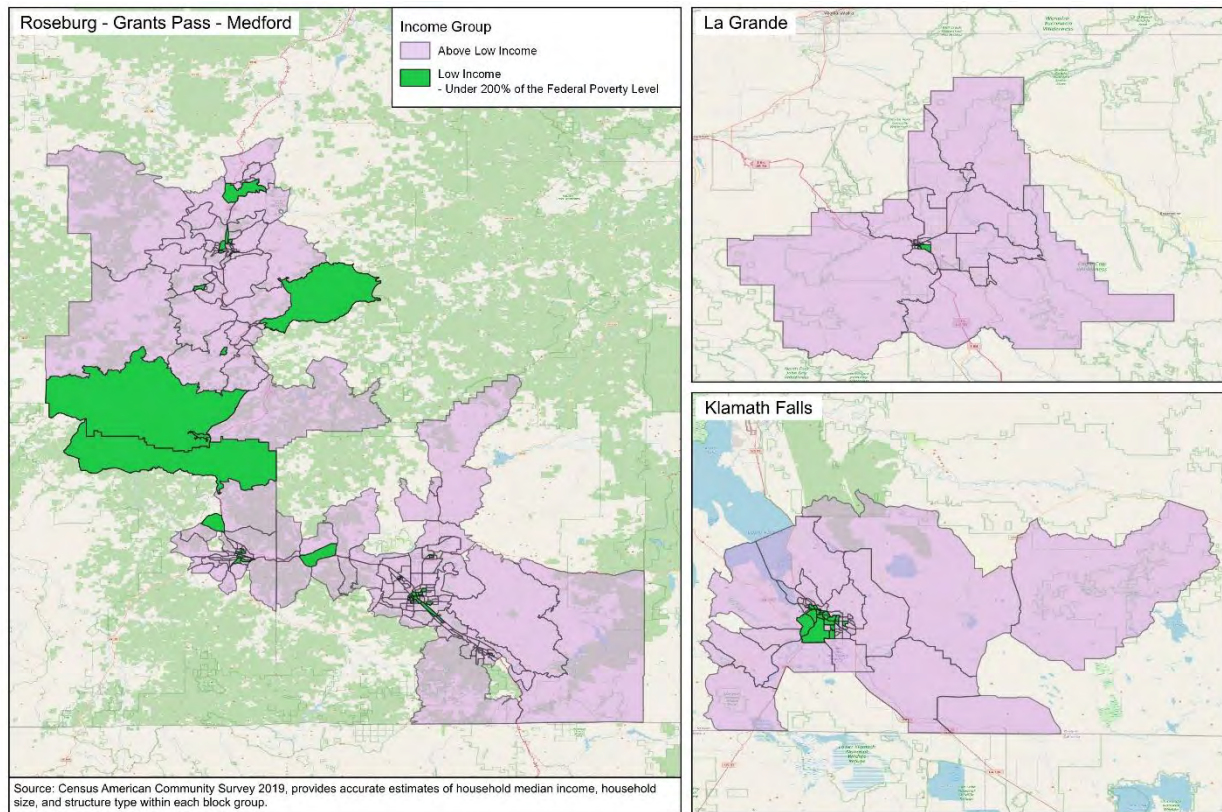 Roseburg - Grants Pass - Medford
Income Group
Above Low Income
Low Income
- Under 200% of the Federal Poverty Level
La Grande
Klamath Falls
Source: Census American Community Survey 2019, provides accurate estimates of household median income, household
size, and structure type within each block group.